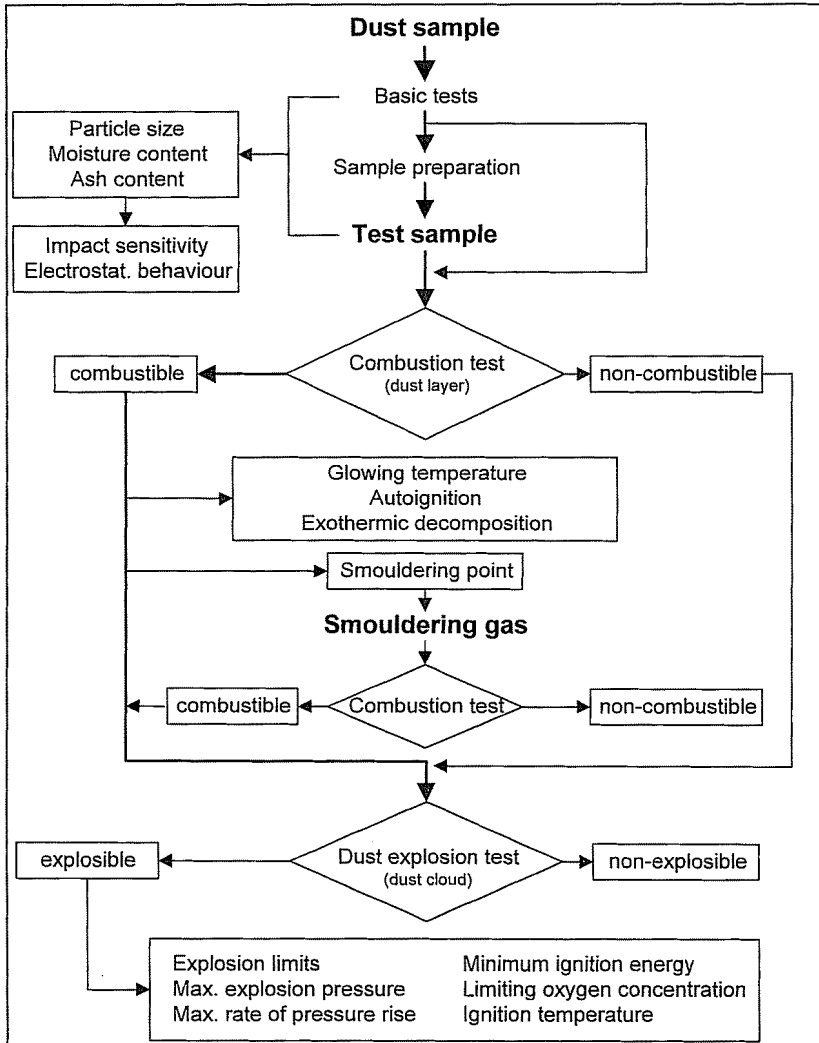 Dust sample
Basic tests
Particle size
Moisture content
Ash content
Sample preparation
Impact sensitivity
Electrostat. behaviour
Test sample
combustible
Combustion test
(dust layer)
non-combustible
Glowing temperature
Autoignition
Exothermic decomposition
Smouldering point
Smouldering gas
combustible
Combustion test
non-combustible
explosible
Dust explosion test
(dust cloud)
non-explosible
Explosion limits
Max. explosion pressure
Max. rate of pressure rise
Minimum ignition energy
Limiting oxygen concentration
Ignition temperature